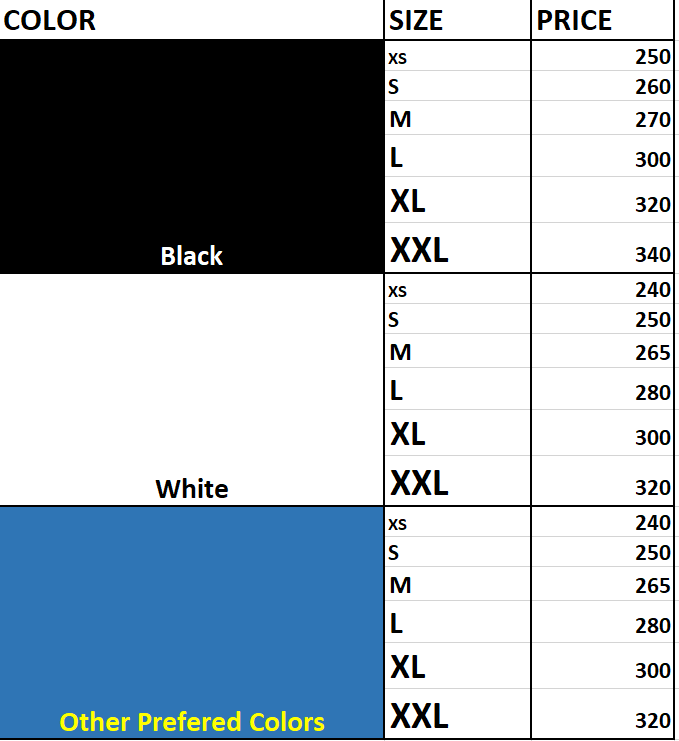 COLOR SIZE PRICE
XS 250
S 260
M 270
L 300
XL 320
Black XXL 340
XS 240
S 250
M 265
L 280
XL 300
White XXL 320
XS 240
S 250
M 265
L 280
XL 300
Other Prefered Colors XXL 320